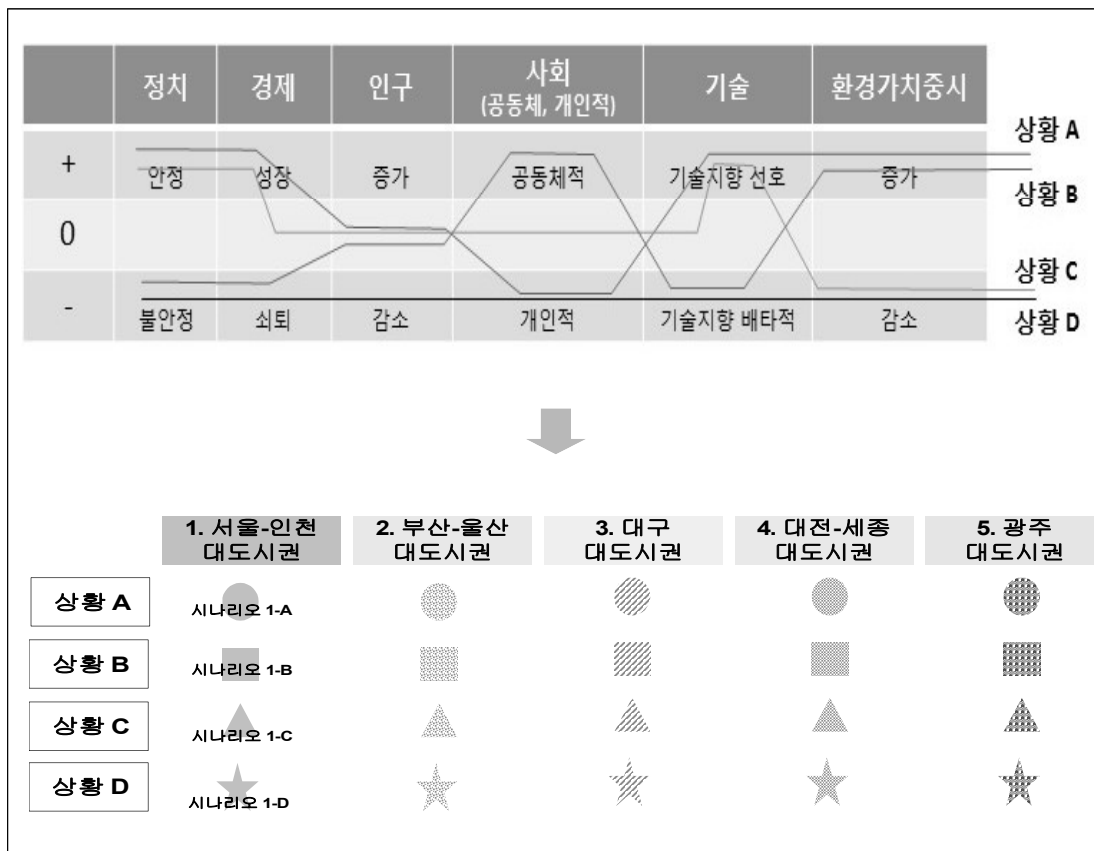 정치 경제 인구 사회 기술 환경가치중시
(공동체, 개인적)
상황 A
+ 안정 성장 증가 공동체적 기술지향 선호 증가
상황 B
0
상황 C
- 불안정 쇠퇴 감소 개인적 기술지향 배타적 감소
상황 D
1. 서울-인천 2. 부산-울산 3. 대구 4. 대전-세종 5. 광주
대도시권 대도시권 대도시권 대도시권 대도시권
상황 A 시나리오 1-A
상황 B 시나리오 1-B
상황 C 시나리오 1-C
상황 D 시나리오 1-D